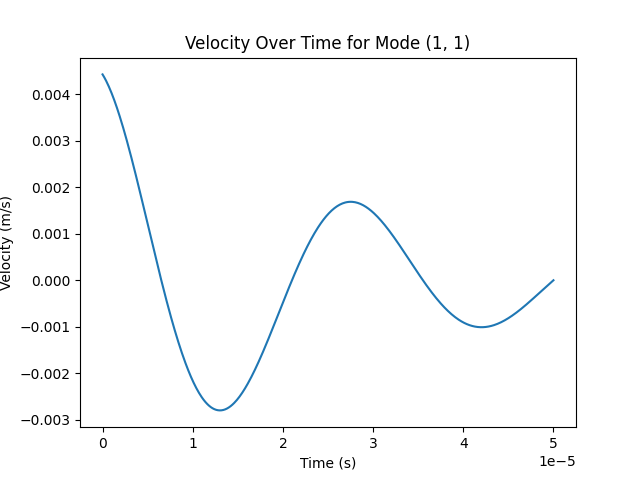 Velocity Over Time for Mode (1, 1)
0.004
0.003
0.002
0.001
0.000
−0.001
−0.002
−0.003
Velocity (m/s)
0 1 2 3 4 5
1e−5
Time (s)